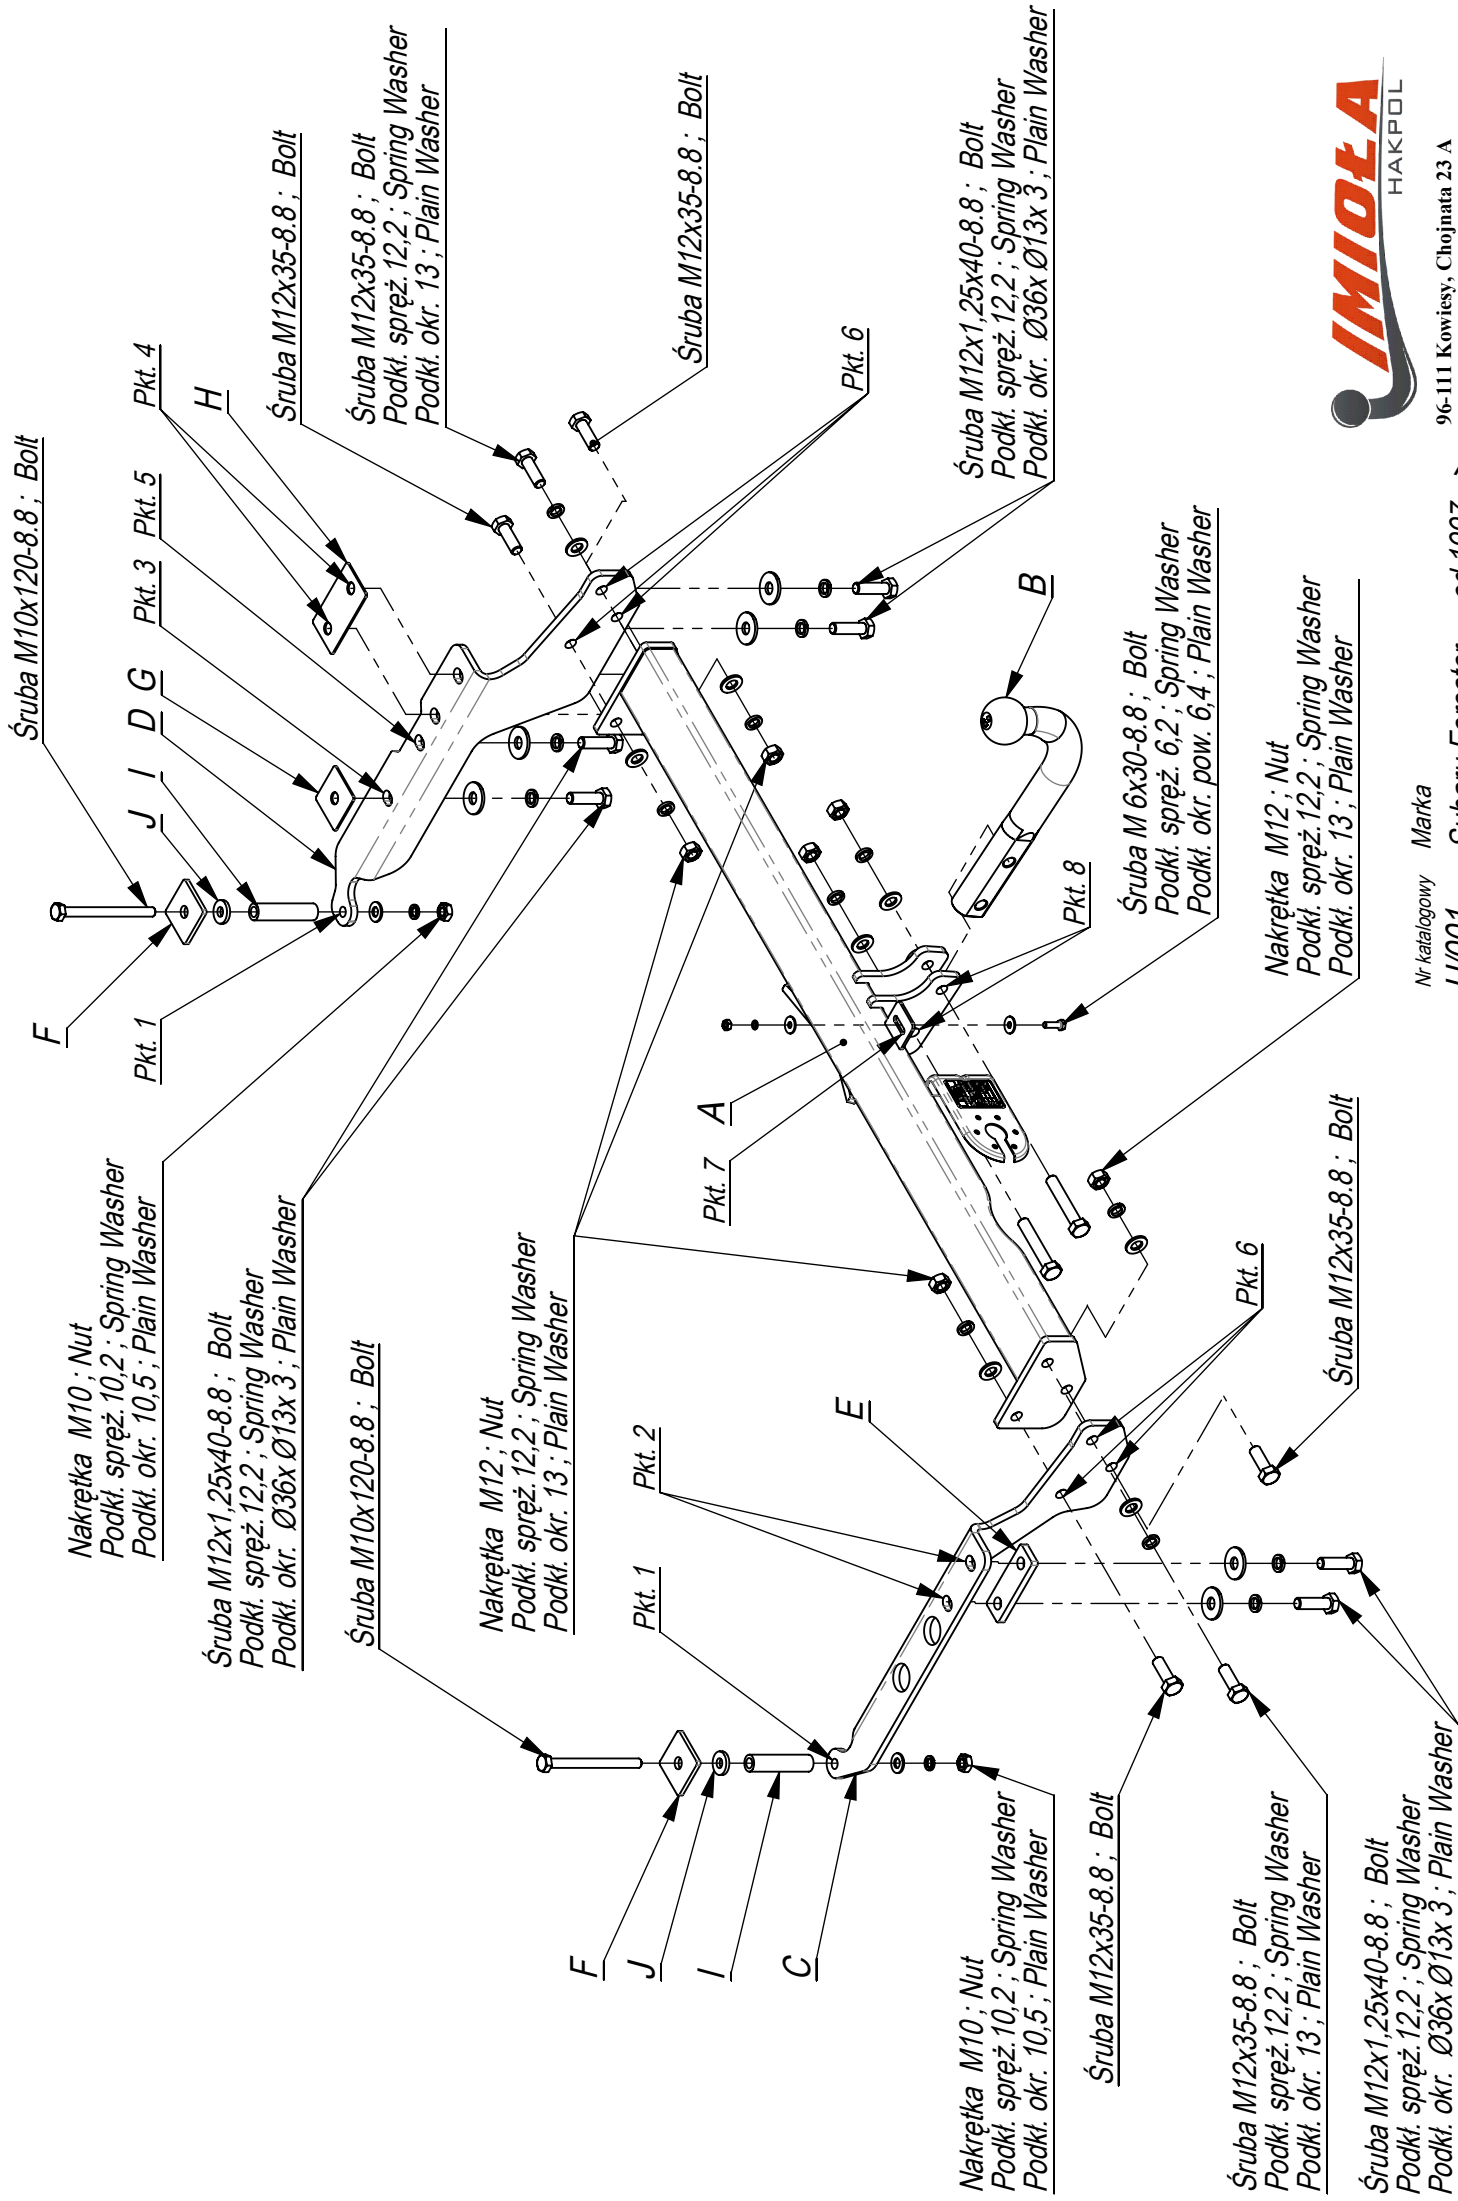 Śruba M10x120-8.8 ; Bolt
Pkt. 4
H
Pkt. 5
Pkt. 3
G
D
I
J
F
Pkt. 1
Śruba M12x35-8.8 ; Bolt
Śruba M12x35-8.8 ; Bolt
Podkł. spręż.12,2 ; Spring Washer
Podkł. okr. 13 ; Plain Washer
Śruba M12x35-8.8 ; Bolt
Pkt. 6
Śruba M12x1,25x40-8.8 ; Bolt
Podkł. spręż.12,2 ; Spring Washer
Podkł. okr. Ø36x Ø13x 3 ; Plain Washer
Nakrętka M10 ; Nut
Podkł. spręż.10,2 ; Spring Washer
Podkł. okr. 10,5 ; Plain Washer
Śruba M12x1,25x40-8.8 ; Bolt
Podkł. spręż.12,2 ; Spring Washer
Podkł. okr. Ø36x Ø13x 3 ; Plain Washer
Śruba M10x120-8.8 ; Bolt
Nakrętka M12 ; Nut
Podkł. spręż.12,2 ; Spring Washer
Podkł. okr. 13 ; Plain Washer
A
Pkt. 7
B
Pkt. 8
Śruba M 6x30-8.8 ; Bolt
Podkł. spręż. 6,2 ; Spring Washer
Podkł. okr. pow. 6,4 ; Plain Washer
Nakrętka M12 ; Nut
Podkł. spręż.12,2 ; Spring Washer
Podkł. okr. 13 ; Plain Washer
Pkt. 2
Pkt. 1
E
Pkt. 6
Śruba M12x35-8.8 ; Bolt
F
J
I
C
Nakrętka M10 ; Nut
Podkł. spręż.10,2 ; Spring Washer
Podkł. okr. 10,5 ; Plain Washer
Śruba M12x35-8.8 ; Bolt
Śruba M12x35-8.8 ; Bolt
Podkł. spręż.12,2 ; Spring Washer
Podkł. okr. 13 ; Plain Washer
Śruba M12x1,25x40-8.8 ; Bolt
Podkł. spręż.12,2 ; Spring Washer
Podkł. okr. Ø36x Ø13x 3 ; Plain Washer
IMIOŁA
HAKPOL
96-111 Kowiesy, Chojnata 23 A
Nr katalogowy Marka